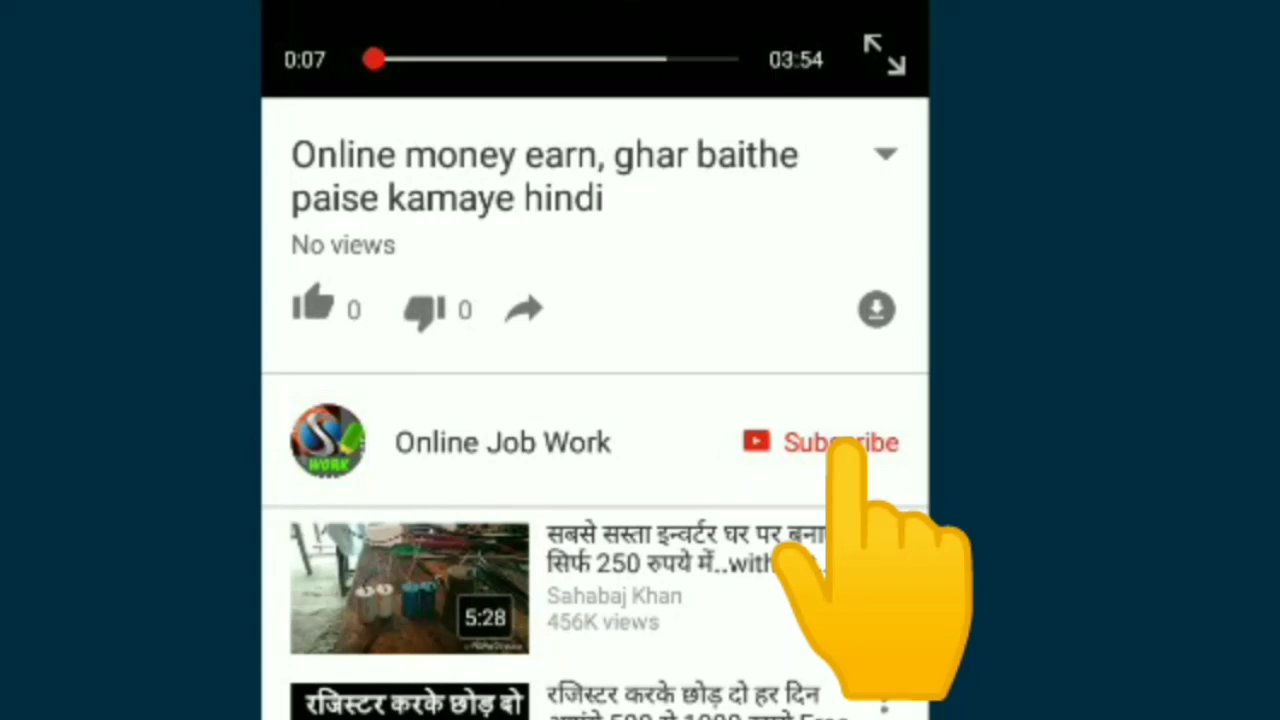 0:07 03:54
Online money earn, ghar baithe
paise kamaye hindi
No views
0 0
WORK
Online Job Work Subscribe
सबसे सस्ता इन्वर्टर घर पर
सिर्फ 250 रुपये में..with
Sahabaj Khan
456K views
5:28
रजिस्टर करके छोड़ दो
रजिस्टर करके छोड़ दो हर दिन